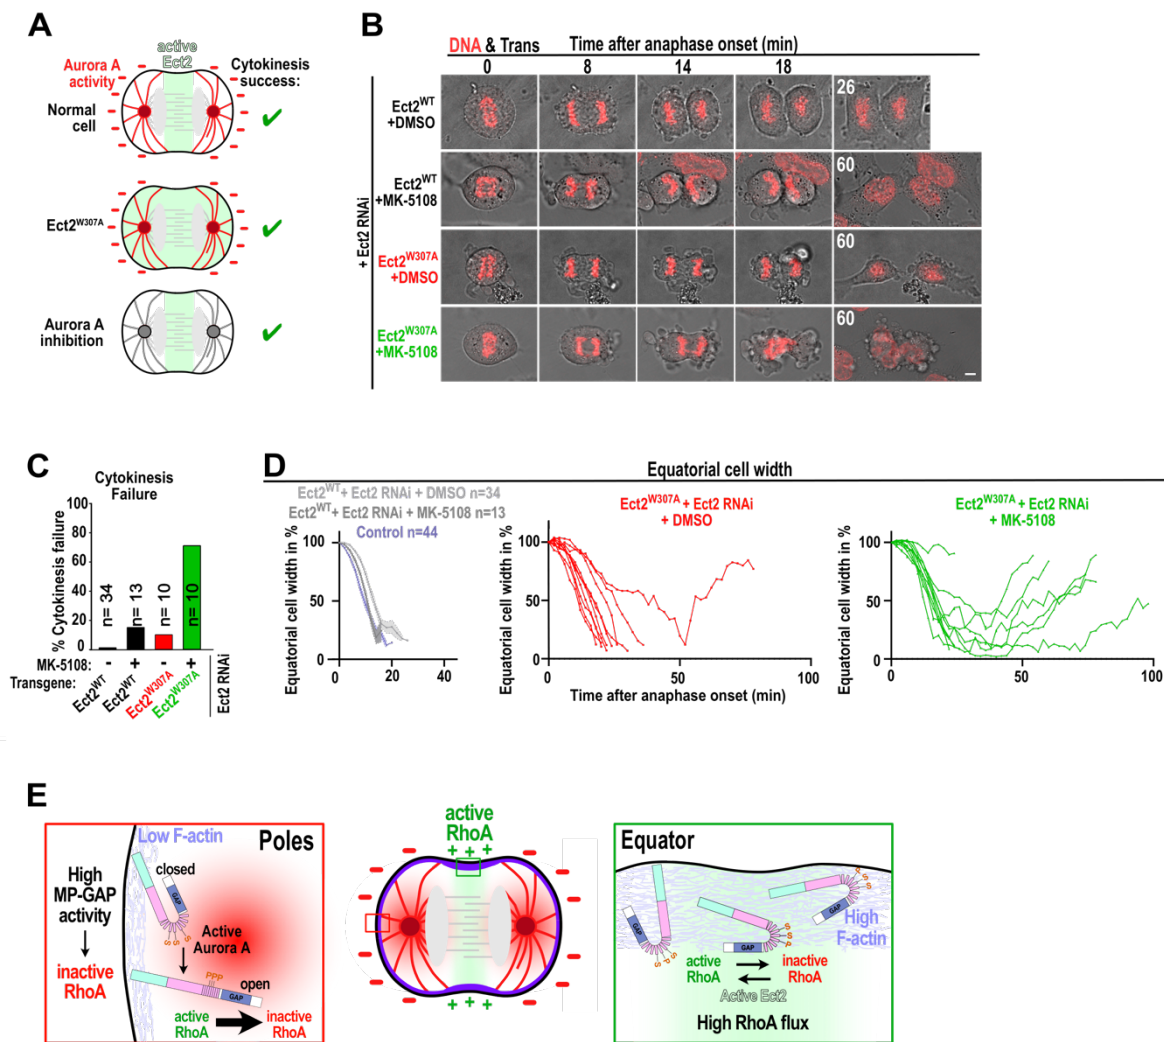 A
active
Ect2
Aurora A
activity
Cytokinesis
success:
Normal
cell
Ect2W307A
Aurora A
inhibition
B
DNA & Trans
Time after anaphase onset (min)
0 8 14 18
+ Ect2 RNAi
Ect2WT
+DMSO
26
Ect2WT
+MK-5108
60
Ect2W307A
+DMSO
60
Ect2W307A
+MK-5108
60
C
Cytokinesis
Failure
% Cytokinesis failure
100
80
60
40
20
0
n= 34
n= 13
n= 10
n= 10
MK-5108: - + - +
Transgene:
Ect2WT
Ect2WT
Ect2W307A
Ect2W307A
Ect2 RNAi
D
Equatorial cell width
Ect2WT+ Ect2 RNAi + DMSO n=34
Ect2WT+ Ect2 RNAi + MK-5108 n=13
Control n=44
Equatorial cell width in %
100
50
0
0 20 40
Ect2W307A + Ect2 RNAi
+ DMSO
Equatorial cell width in %
100
50
0
0 50 100
Time after anaphase onset (min)
Ect2W307A + Ect2 RNAi
+ MK-5108
Equatorial cell width in %
100
50
0
0 50 100
E
Low F-actin
Poles
closed
High
MP-GAP
activity
inactive
RhoA
GAP
S
S
S
Active
Aurora A
PPP
open
GAP
active
RhoA
inactive
RhoA
active
RhoA
+ + +
+ + +
Equator
GAP
S
S
GAP
S
S
GAP
S
S
High
F-actin
active
RhoA
inactive
RhoA
Active Ect2
High RhoA flux